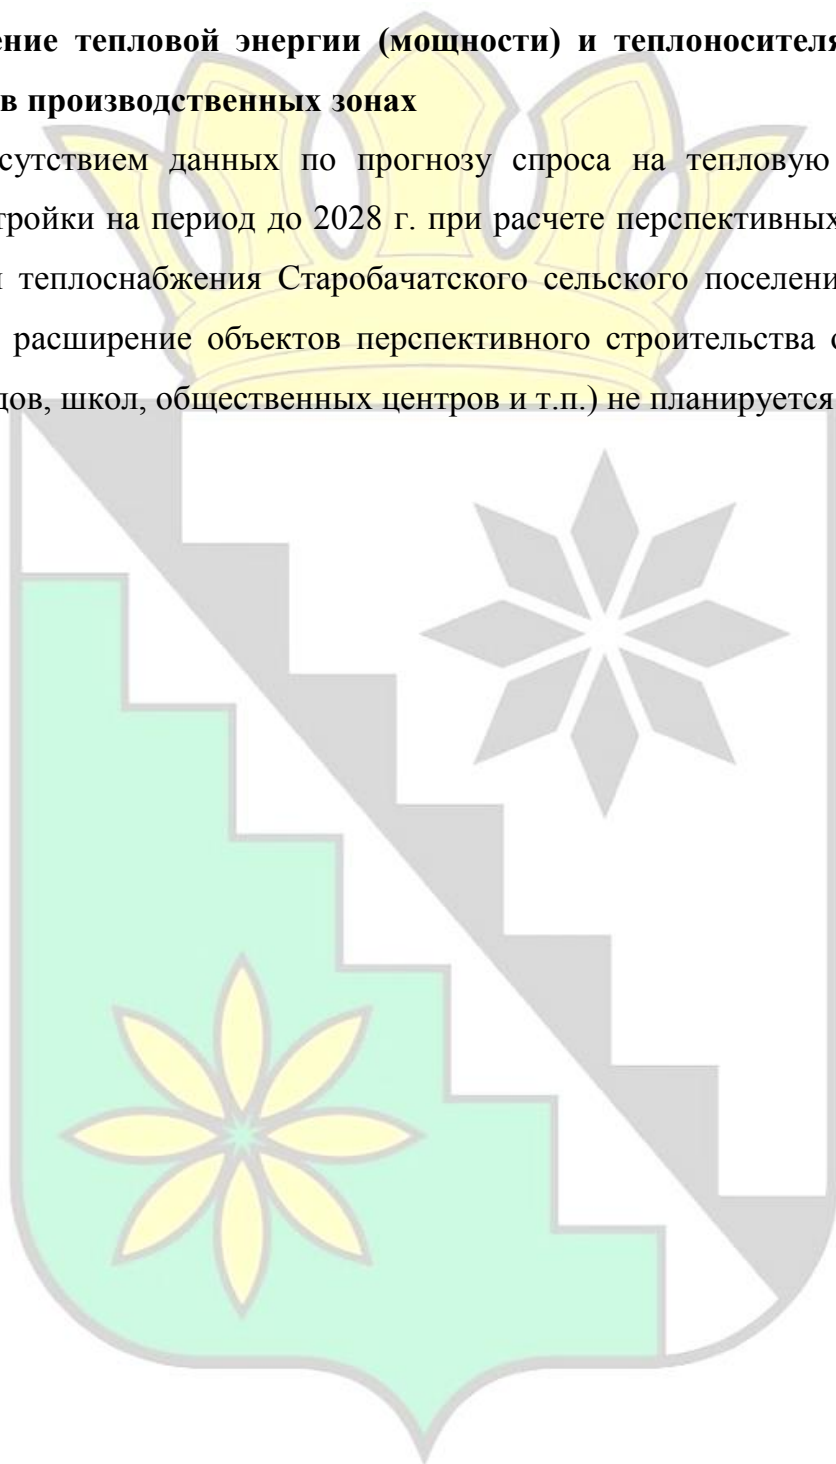 ение тепловой энергии (мощности) и теплоносителя
в производственных зонах
сутствием данных по прогнозу спроса на тепловую
тройки на период до 2028 г. при расчете перспективных
теплоснабжения Старобачатского сельского поселени
расширение объектов перспективного строительства о
дов, школ, общественных центров и т.п.) не планируется